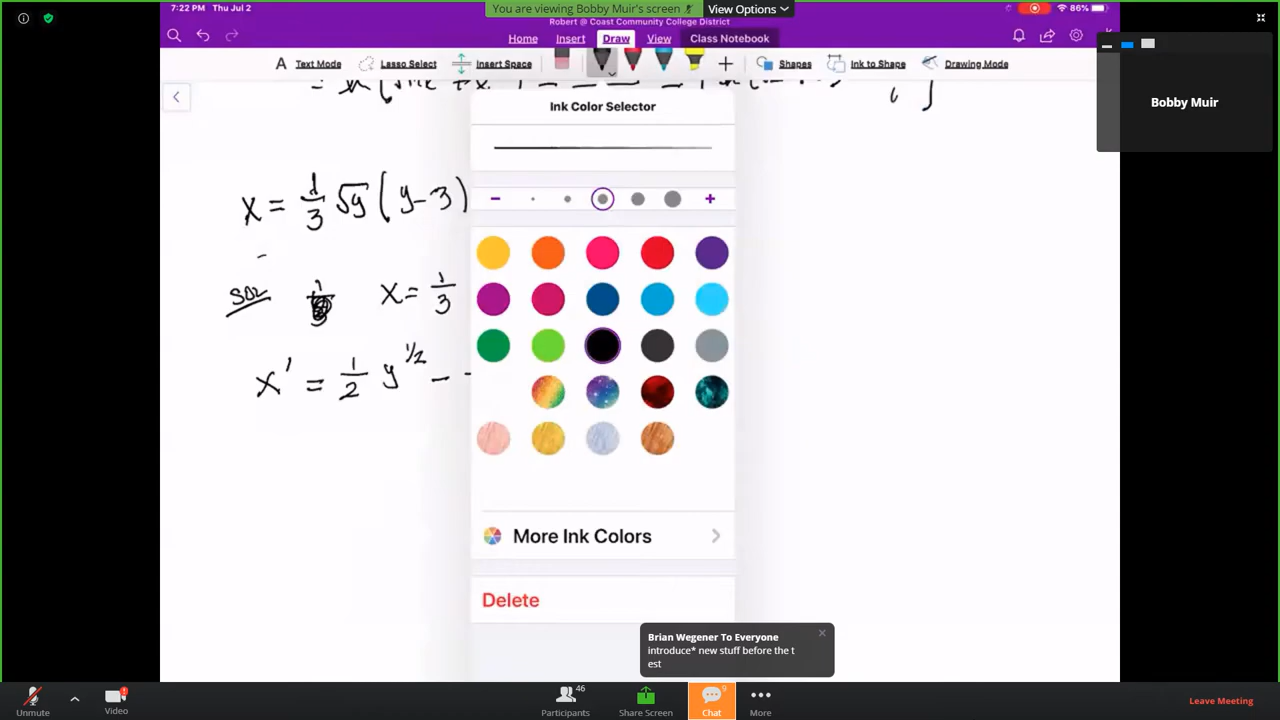 You are viewing Bobby Muir's screen
View Options
7:22 PM Thu Jul 2
86%
Robert @ Coast Community College District
Home
Insert
Draw
View
Class Notebook
Text Mode
Lasso Select
Insert Space
Shapes
Ink to Shape
Drawing Mode
Bobby Muir
Ink Color Selector
x = 1/3 √y (y-3)
SOL
x = 1/3
x' = 1/2 y^1/2 -
More Ink Colors
Delete
Brian Wegener To Everyone
introduce* new stuff before the t
est
Unmute
Video
Participants
46
Share Screen
Chat
9
More
Leave Meeting